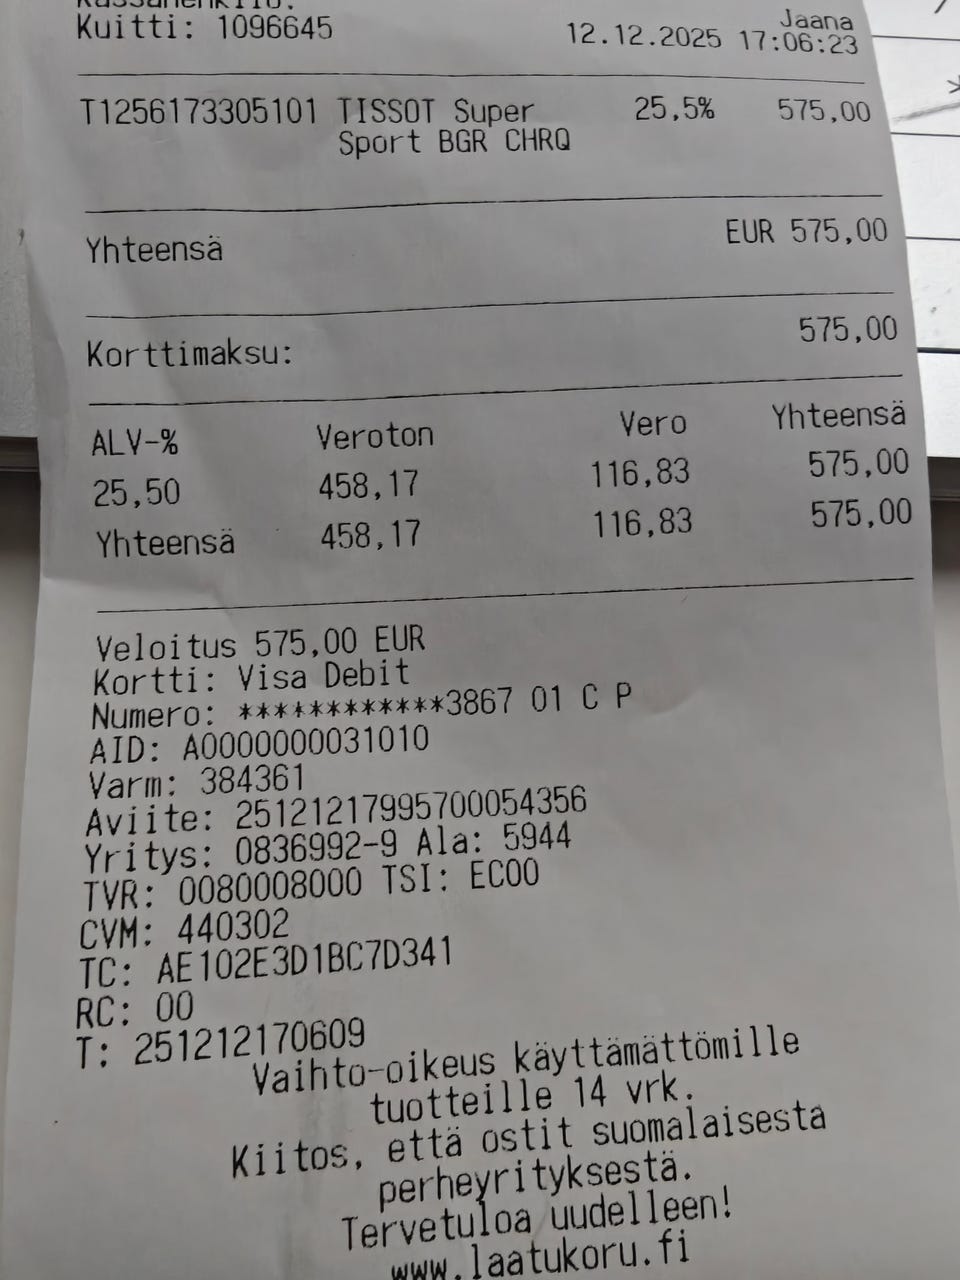 Kuitti: 1096645
Jaana
12.12.2025 17:06:23
T1256173305101 TISSOT Super 25,5% 575,00
Sport BGR CHRQ
Yhteensä EUR 575,00
Korttimaksu: 575,00
ALV-% Veroton Vero Yhteensä
25,50 458,17 116,83 575,00
Yhteensä 458,17 116,83 575,00
Veloitus 575,00 EUR
Kortti: Visa Debit
Numero: ************3867 01 C P
AID: A0000000031010
Varm: 384361
Aviite: 25121217995700054356
Yritys: 0836992-9 Ala: 5944
TVR: 0080008000 TSI: EC00
CVM: 440302
TC: AE102E3D1BC7D341
RC: 00
T: 251212170609
Vaihto-oikeus käyttämättömille
tuotteille 14 vrk.
Kiitos, että ostit suomalaisesta
perheyrityksestä.
Tervetuloa uudelleen!
www.laatukoru.fi